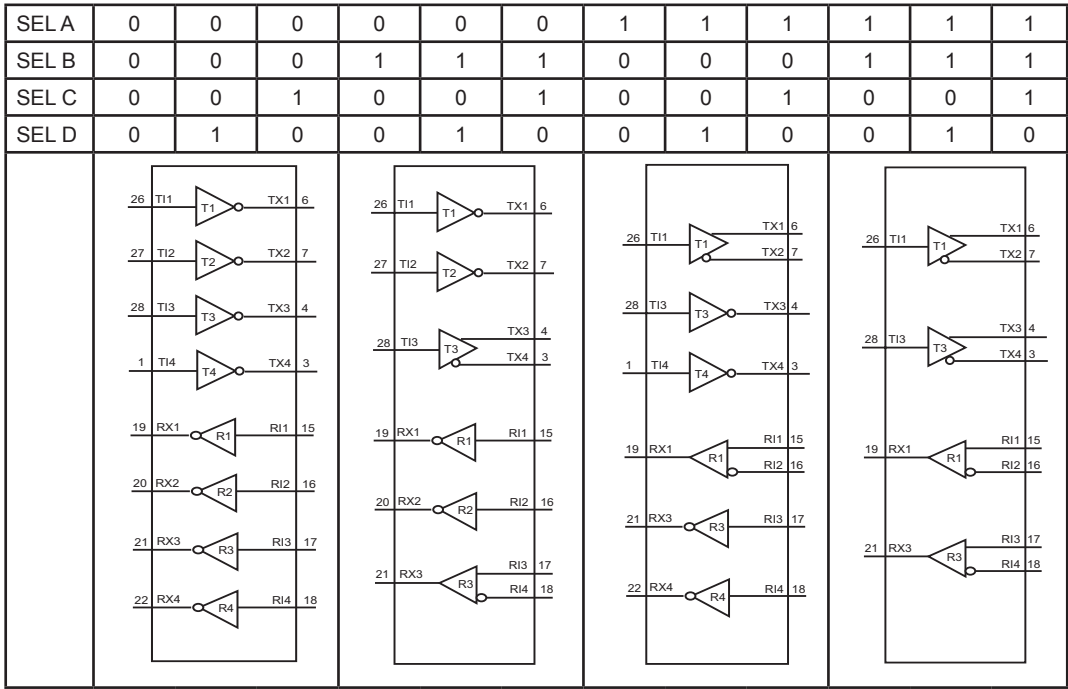 SEL A 0 0 0 0 0 0 1 1 1 1 1 1
SEL B 0 0 0 1 1 1 0 0 0 1 1 1
SEL C 0 0 1 0 0 1 0 0 1 0 0 1
SEL D 0 1 0 0 1 0 0 1 0 0 1 0
26 TI1 T1 TX1 6
27 TI2 T2 TX2 7
28 TI3 T3 TX3 4
1 TI4 T4 TX4 3
19 RX1 R1 RI1 15
20 RX2 R2 RI2 16
21 RX3 R3 RI3 17
22 RX4 R4 RI4 18
26 TI1 T1 TX1 6
27 TI2 T2 TX2 7
TX3 4
28 TI3 T3
TX4 3
19 RX1 R1 RI1 15
20 RX2 R2 RI2 16
RI3 17
21 RX3 R3
RI4 18
TX1 6
26 TI1 T1
TX2 7
28 TI3 T3 TX3 4
1 TI4 T4 TX4 3
RI1 15
19 RX1 R1
RI2 16
21 RX3 R3 RI3 17
22 RX4 R4 RI4 18
TX1 6
26 TI1 T1
TX2 7
TX3 4
28 TI3 T3
TX4 3
RI1 15
19 RX1 R1
RI2 16
RI3 17
21 RX3 R3
RI4 18